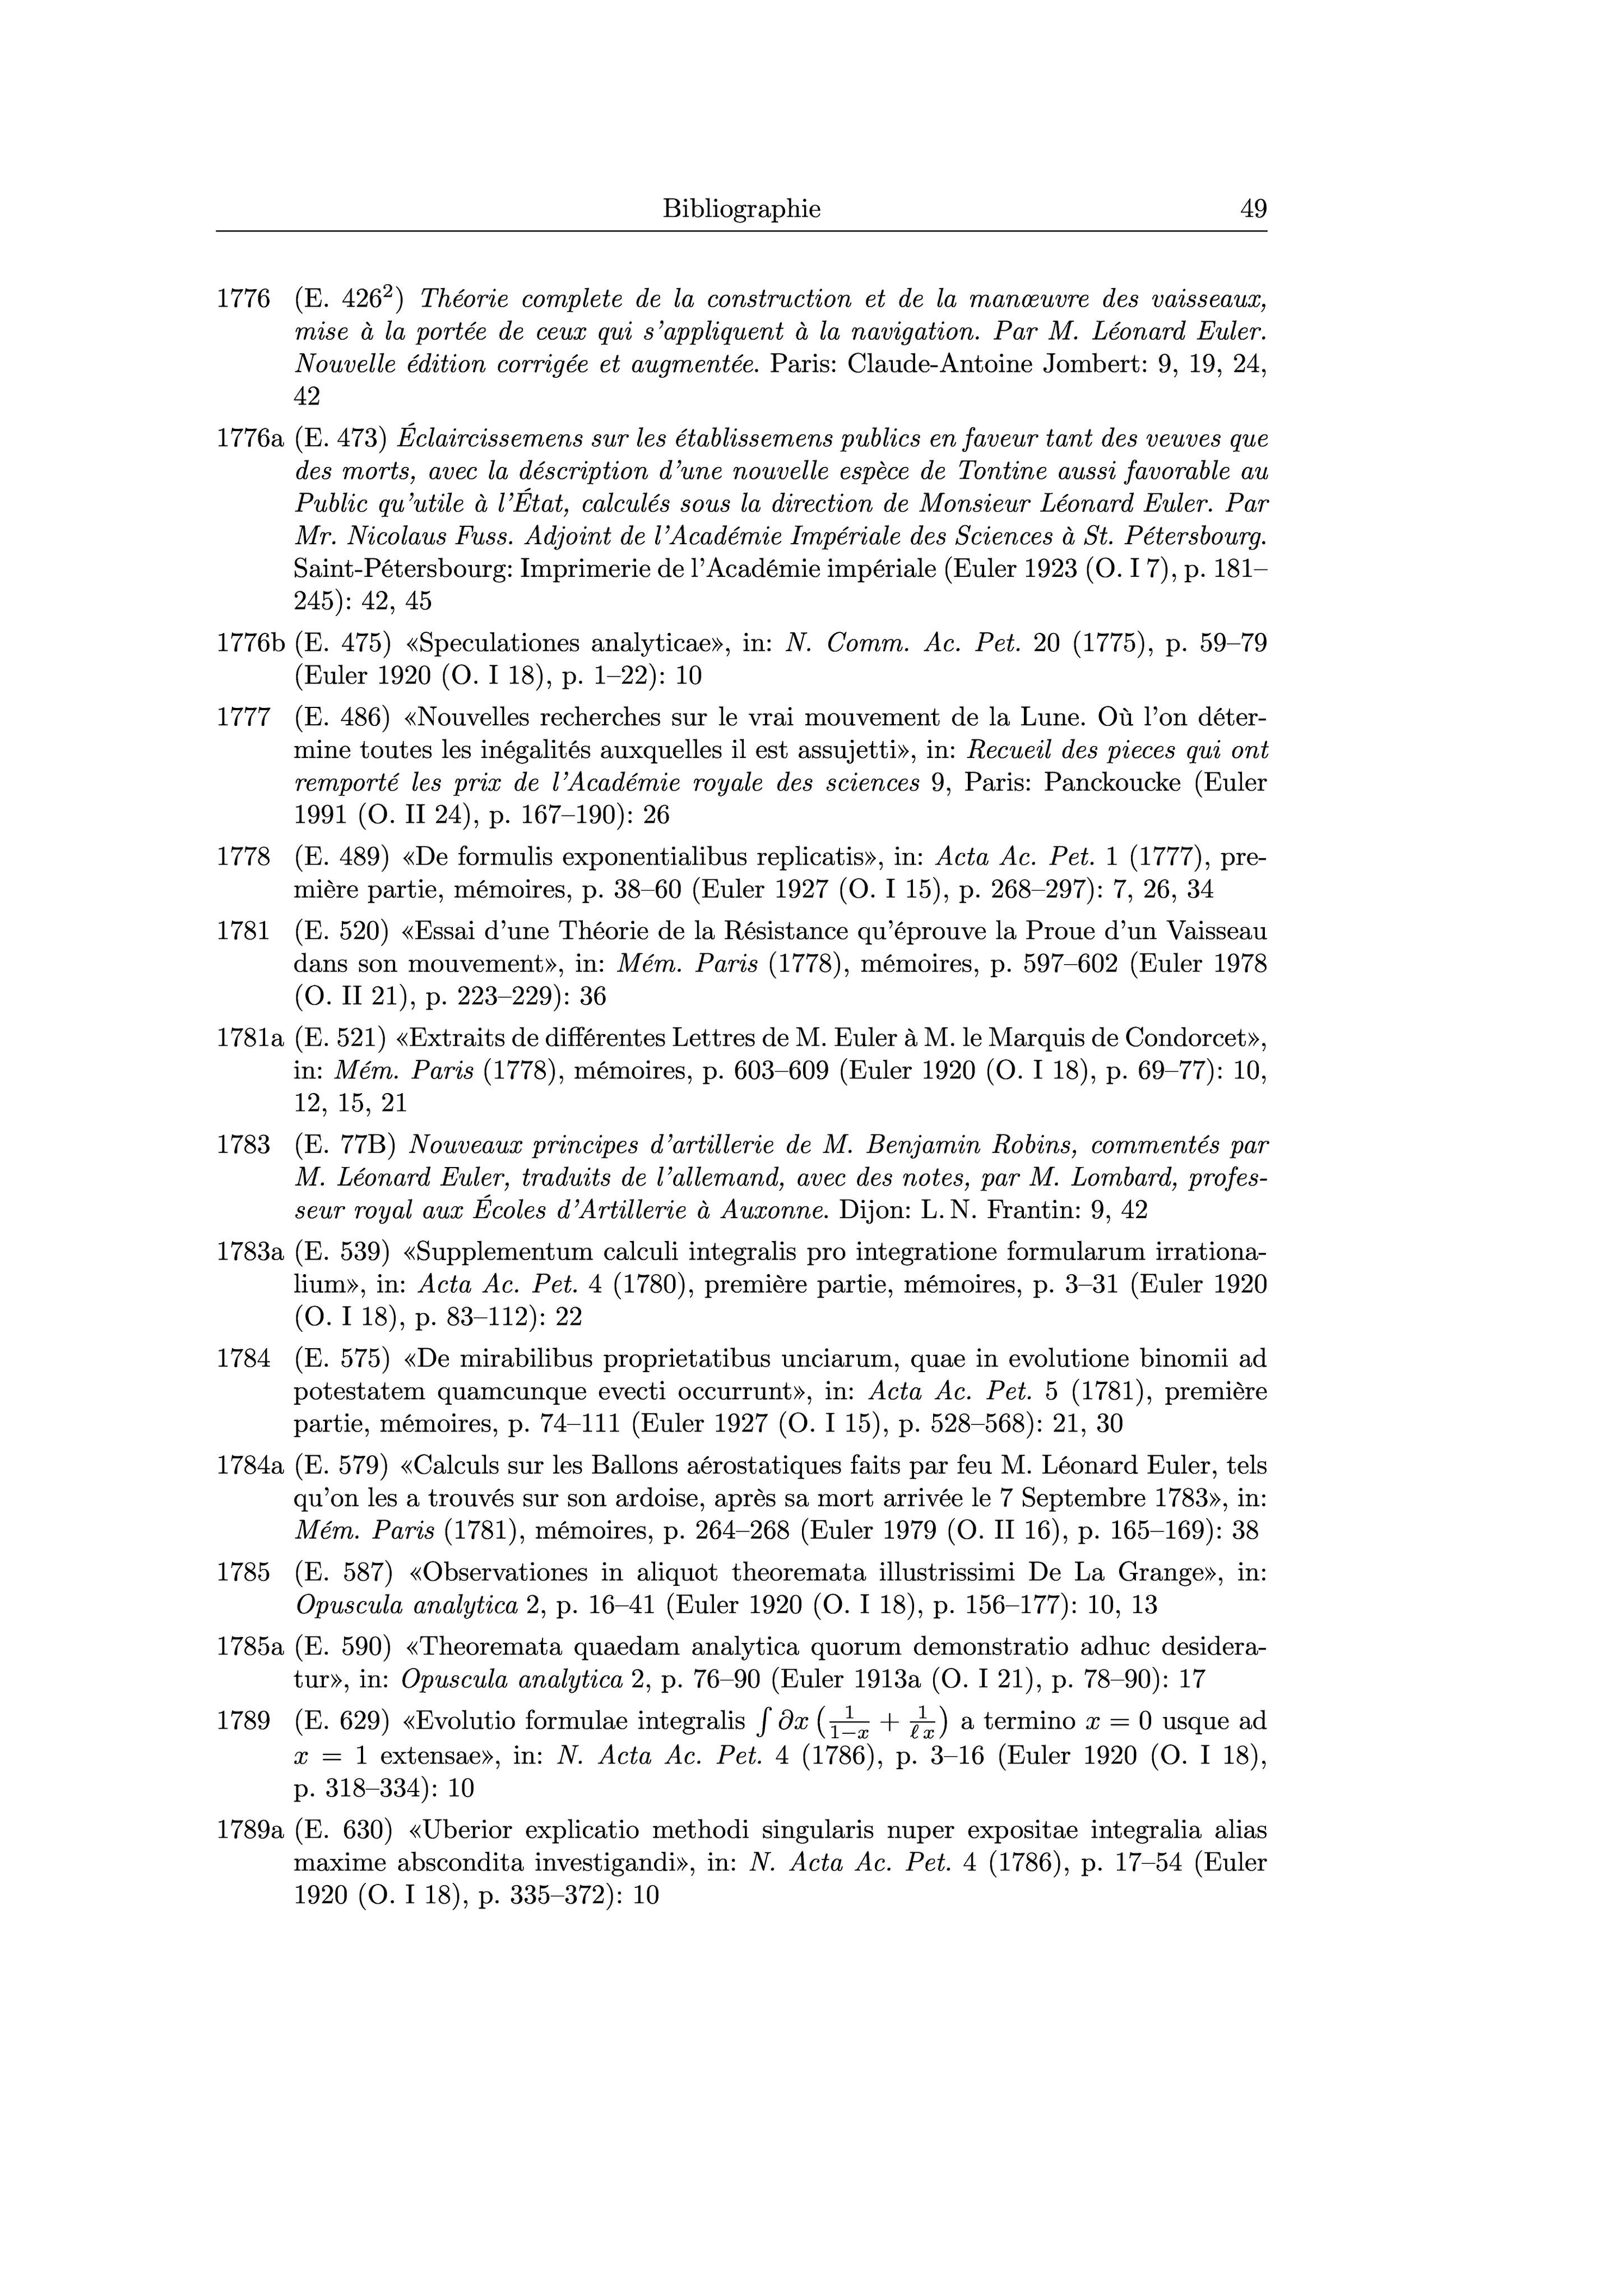 Bibliographie 49
1776 (E. 426²) Théorie complete de la construction et de la manœuvre des vaisseaux,
mise à la portée de ceux qui s'appliquent à la navigation. Par M. Léonard Euler.
Nouvelle édition corrigée et augmentée. Paris: Claude-Antoine Jombert: 9, 19, 24,
42
1776a (E. 473) Éclaircissemens sur les établissemens publics en faveur tant des veuves que
des morts, avec la déscription d'une nouvelle espèce de Tontine aussi favorable au
Public qu'utile à l'État, calculés sous la direction de Monsieur Léonard Euler. Par
Mr. Nicolaus Fuss. Adjoint de l'Académie Impériale des Sciences à St. Pétersbourg.
Saint-Pétersbourg: Imprimerie de l'Académie impériale (Euler 1923 (O. I 7), p. 181–
245): 42, 45
1776b (E. 475) «Speculationes analyticae», in: N. Comm. Ac. Pet. 20 (1775), p. 59–79
(Euler 1920 (O. I 18), p. 1–22): 10
1777 (E. 486) «Nouvelles recherches sur le vrai mouvement de la Lune. Où l'on déter-
mine toutes les inégalités auxquelles il est assujetti», in: Recueil des pieces qui ont
remporté les prix de l'Académie royale des sciences 9, Paris: Panckoucke (Euler
1991 (O. II 24), p. 167–190): 26
1778 (E. 489) «De formulis exponentialibus replicatis», in: Acta Ac. Pet. 1 (1777), pre-
mière partie, mémoires, p. 38–60 (Euler 1927 (O. I 15), p. 268–297): 7, 26, 34
1781 (E. 520) «Essai d'une Théorie de la Résistance qu'éprouve la Proue d'un Vaisseau
dans son mouvement», in: Mém. Paris (1778), mémoires, p. 597–602 (Euler 1978
(O. II 21), p. 223–229): 36
1781a (E. 521) «Extraits de différentes Lettres de M. Euler à M. le Marquis de Condorcet»,
in: Mém. Paris (1778), mémoires, p. 603–609 (Euler 1920 (O. I 18), p. 69–77): 10,
12, 15, 21
1783 (E. 77B) Nouveaux principes d'artillerie de M. Benjamin Robins, commentés par
M. Léonard Euler, traduits de l'allemand, avec des notes, par M. Lombard, profes-
seur royal aux Écoles d'Artillerie à Auxonne. Dijon: L. N. Frantin: 9, 42
1783a (E. 539) «Supplementum calculi integralis pro integratione formularum irrationa-
lium», in: Acta Ac. Pet. 4 (1780), première partie, mémoires, p. 3–31 (Euler 1920
(O. I 18), p. 83–112): 22
1784 (E. 575) «De mirabilibus proprietatibus unciarum, quae in evolutione binomii ad
potestatem quamcunque evecti occurrunt», in: Acta Ac. Pet. 5 (1781), première
partie, mémoires, p. 74–111 (Euler 1927 (O. I 15), p. 528–568): 21, 30
1784a (E. 579) «Calculs sur les Ballons aérostatiques faits par feu M. Léonard Euler, tels
qu'on les a trouvés sur son ardoise, après sa mort arrivée le 7 Septembre 1783», in:
Mém. Paris (1781), mémoires, p. 264–268 (Euler 1979 (O. II 16), p. 165–169): 38
1785 (E. 587) «Observationes in aliquot theoremata illustrissimi De La Grange», in:
Opuscula analytica 2, p. 16–41 (Euler 1920 (O. I 18), p. 156–177): 10, 13
1785a (E. 590) «Theoremata quaedam analytica quorum demonstratio adhuc desidera-
tur», in: Opuscula analytica 2, p. 76–90 (Euler 1913a (O. I 21), p. 78–90): 17
1789 (E. 629) «Evolutio formulae integralis ∫ ∂x (1/(1−x) + 1/(ℓ x)) a termino x = 0 usque ad
x = 1 extensae», in: N. Acta Ac. Pet. 4 (1786), p. 3–16 (Euler 1920 (O. I 18),
p. 318–334): 10
1789a (E. 630) «Uberior explicatio methodi singularis nuper expositae integralia alias
maxime abscondita investigandi», in: N. Acta Ac. Pet. 4 (1786), p. 17–54 (Euler
1920 (O. I 18), p. 335–372): 10